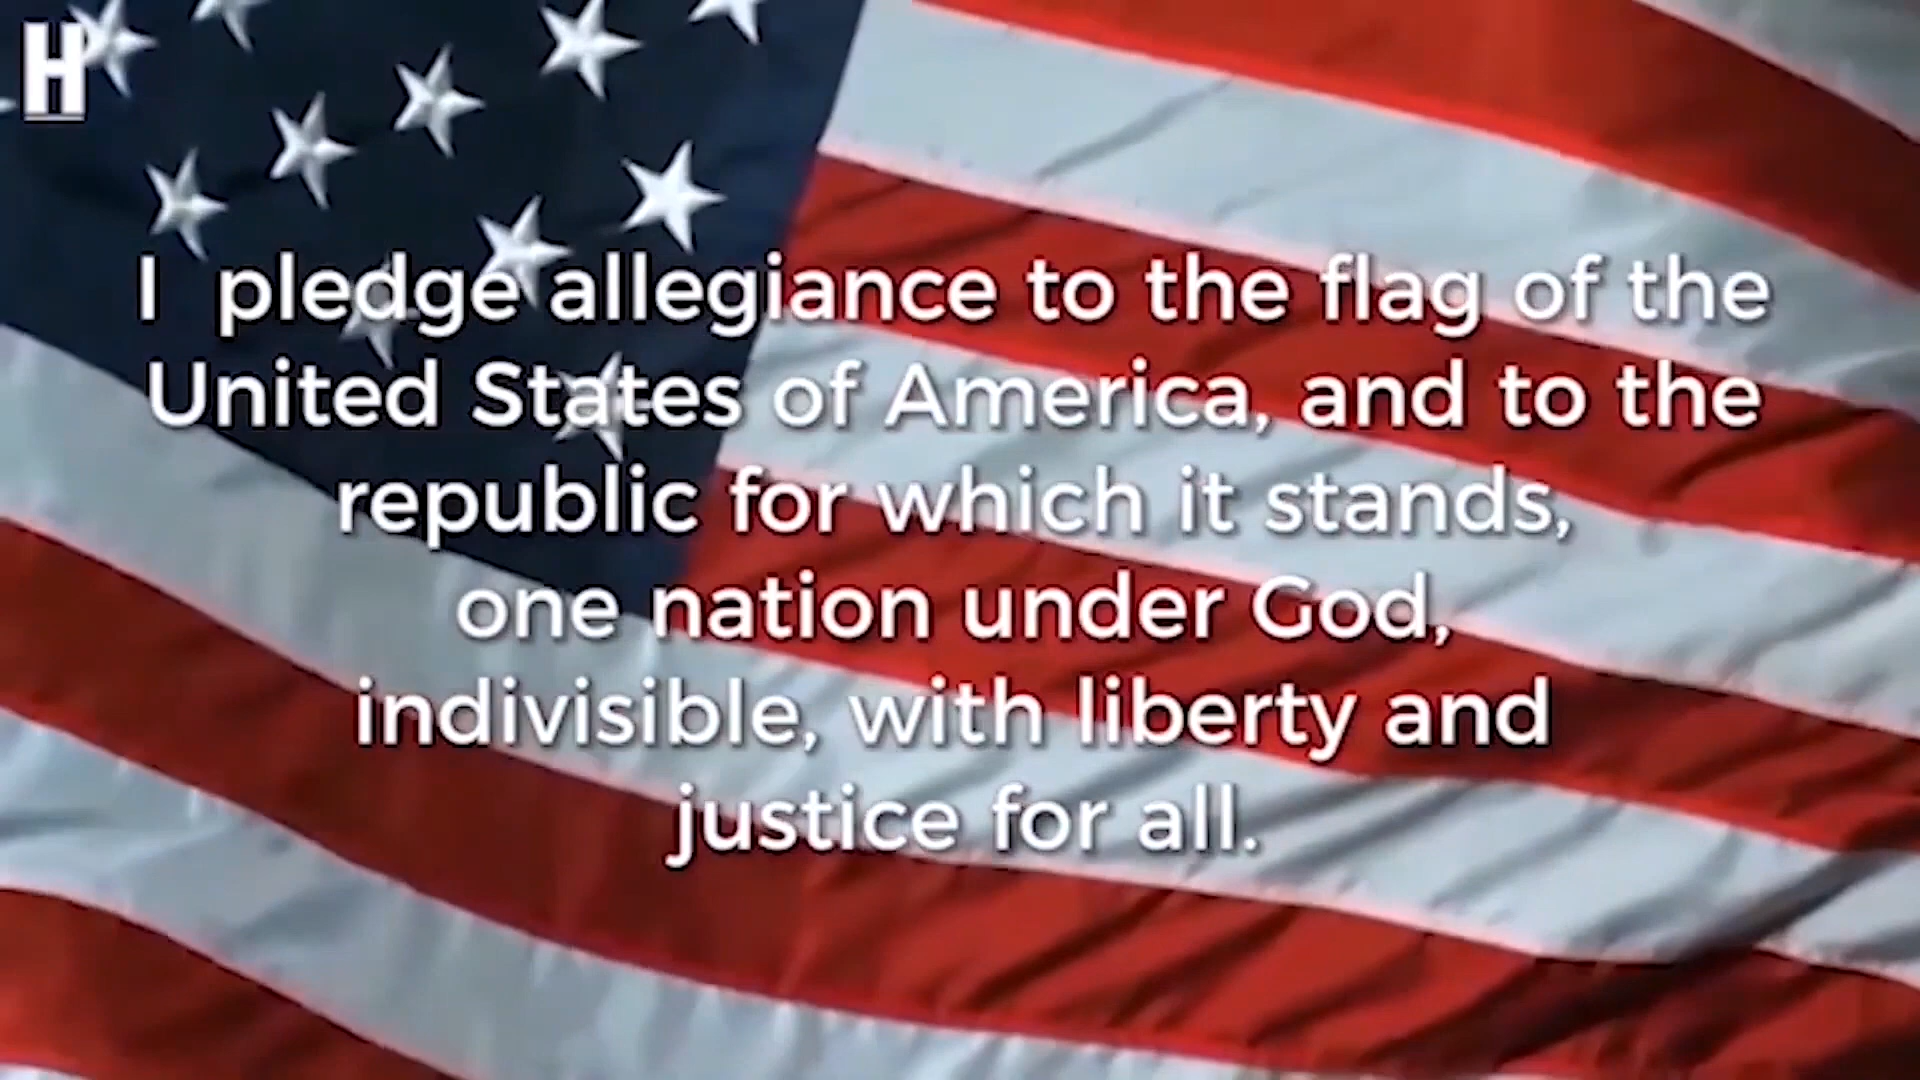 H
I pledge allegiance to the flag of the
United States of America, and to the
republic for which it stands,
one nation under God,
indivisible, with liberty and
justice for all.